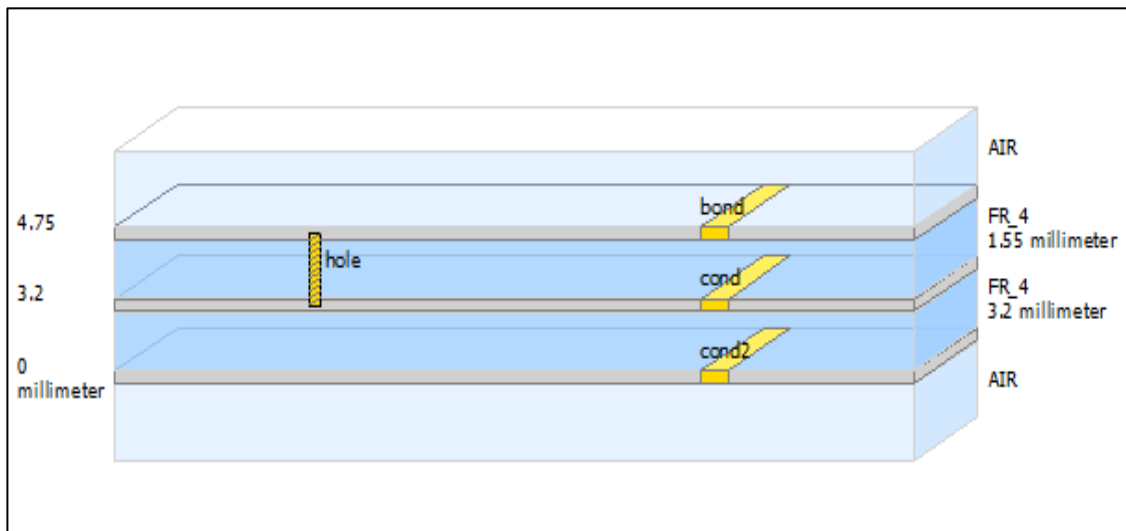 AIR
bond
4.75
FR_4
1.55 millimeter
hole
cond
3.2
FR_4
3.2 millimeter
cond2
0
millimeter
AIR